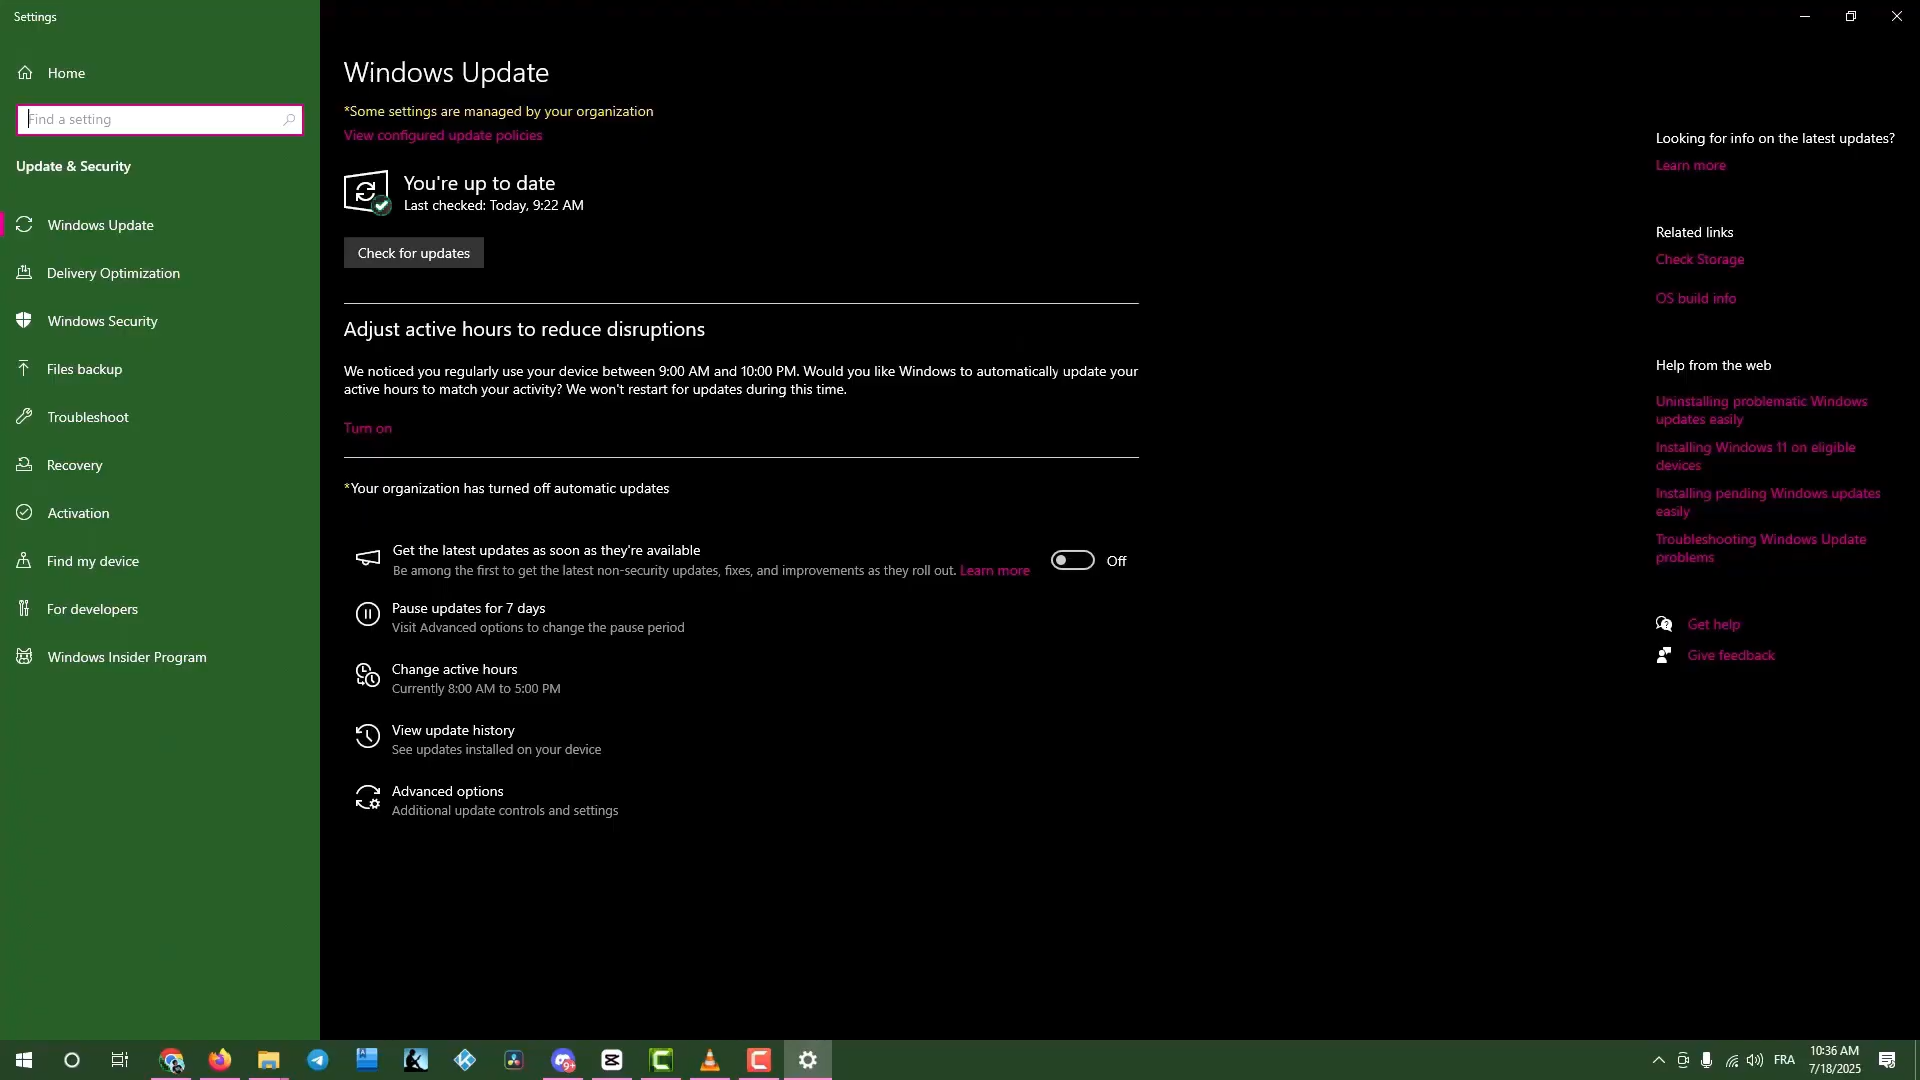 Settings
Home
Find a setting
Update & Security
Windows Update
Delivery Optimization
Windows Security
Files backup
Troubleshoot
Recovery
Activation
Find my device
For developers
Windows Insider Program
Windows Update
*Some settings are managed by your organization
View configured update policies
You're up to date
Last checked: Today, 9:22 AM
Check for updates
Adjust active hours to reduce disruptions
We noticed you regularly use your device between 9:00 AM and 10:00 PM. Would you like Windows to automatically update your
active hours to match your activity? We won't restart for updates during this time.
Turn on
*Your organization has turned off automatic updates
Get the latest updates as soon as they're available
Be among the first to get the latest non-security updates, fixes, and improvements as they roll out. Learn more
Off
Pause updates for 7 days
Visit Advanced options to change the pause period
Change active hours
Currently 8:00 AM to 5:00 PM
View update history
See updates installed on your device
Advanced options
Additional update controls and settings
Looking for info on the latest updates?
Learn more
Related links
Check Storage
OS build info
Help from the web
Uninstalling problematic Windows
updates easily
Installing Windows 11 on eligible
devices
Installing pending Windows updates
easily
Troubleshooting Windows Update
problems
Get help
Give feedback
9+
FRA
10:36 AM
7/18/2025